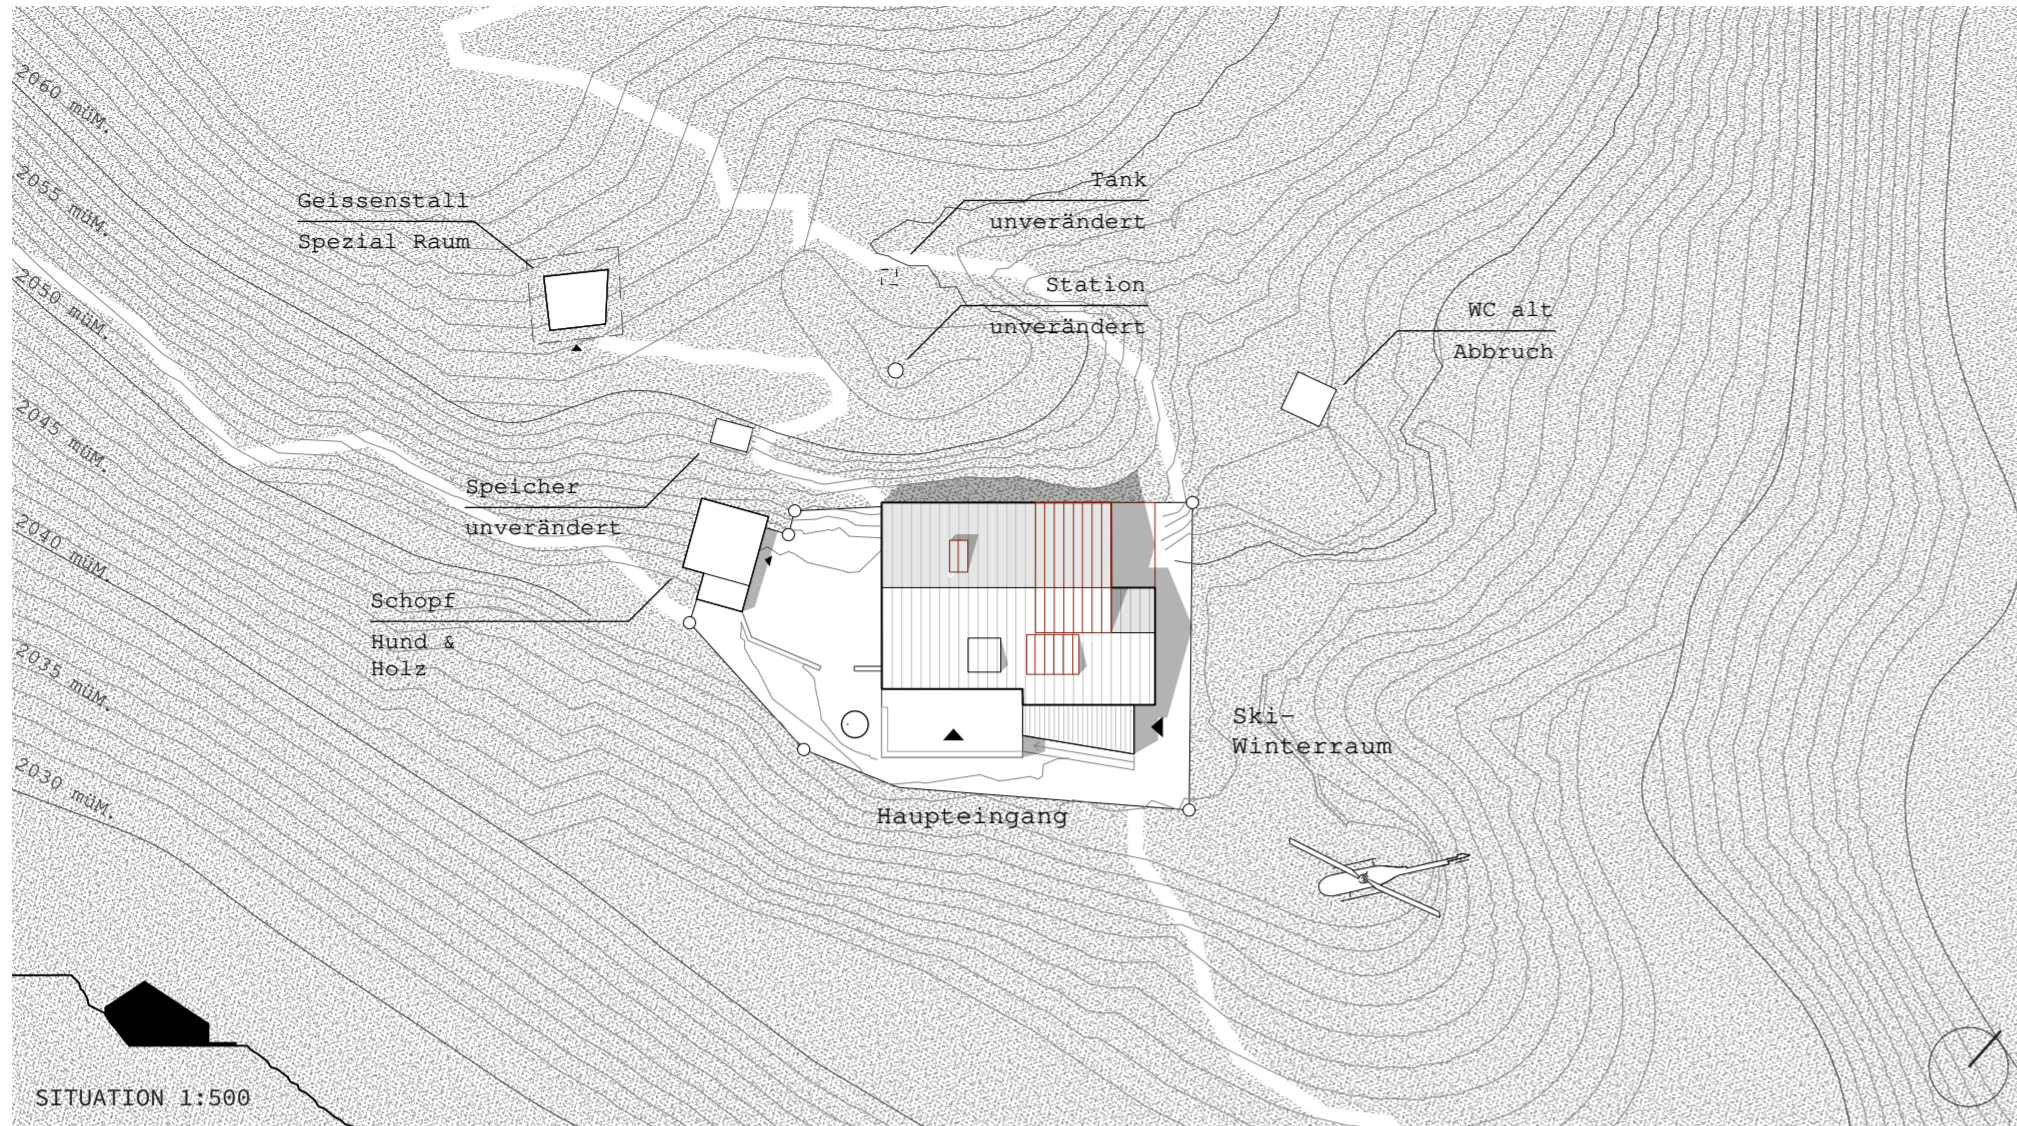 2060 müM.
2055 müM.
2050 müM.
2045 müM.
2040 müM.
2035 müM.
2030 müM.
Geissenstall
Spezial Raum
Tank
unverändert
Station
unverändert
WC alt
Abbruch
Speicher
unverändert
Schopf
Hund &
Holz
Ski-
Winterraum
Haupteingang
SITUATION 1:500